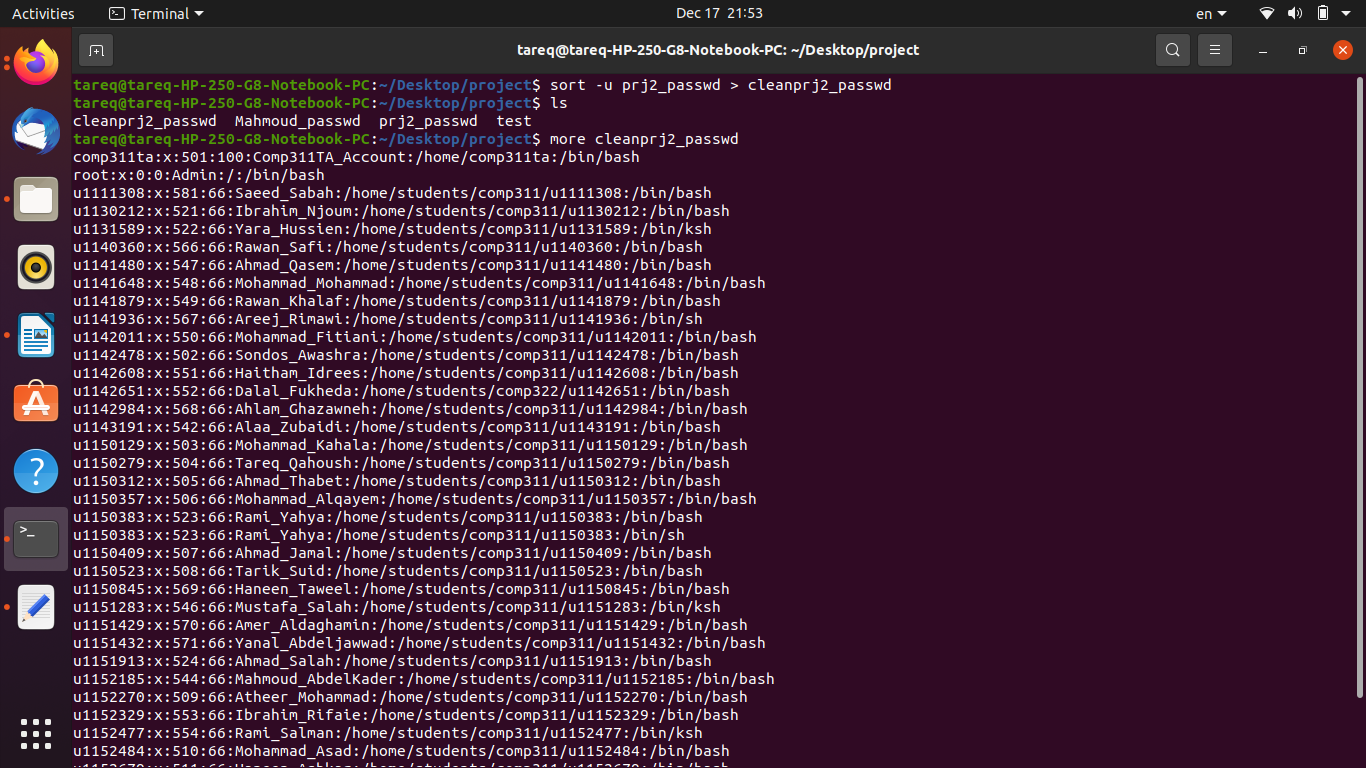 Activities
Terminal
Dec 17 21:53
en
tareq@tareq-HP-250-G8-Notebook-PC: ~/Desktop/project
tareq@tareq-HP-250-G8-Notebook-PC:~/Desktop/project$ sort -u prj2_passwd > cleanprj2_passwd
tareq@tareq-HP-250-G8-Notebook-PC:~/Desktop/project$ ls
cleanprj2_passwd  Mahmoud_passwd  prj2_passwd  test
tareq@tareq-HP-250-G8-Notebook-PC:~/Desktop/project$ more cleanprj2_passwd
comp311ta:x:501:100:Comp311TA_Account:/home/comp311ta:/bin/bash
root:x:0:0:Admin:/:/bin/bash
u1111308:x:581:66:Saeed_Sabah:/home/students/comp311/u1111308:/bin/bash
u1130212:x:521:66:Ibrahim_Njoum:/home/students/comp311/u1130212:/bin/bash
u1131589:x:522:66:Yara_Hussien:/home/students/comp311/u1131589:/bin/ksh
u1140360:x:566:66:Rawan_Safi:/home/students/comp311/u1140360:/bin/bash
u1141480:x:547:66:Ahmad_Qasem:/home/students/comp311/u1141480:/bin/bash
u1141648:x:548:66:Mohammad_Mohammad:/home/students/comp311/u1141648:/bin/bash
u1141879:x:549:66:Rawan_Khalaf:/home/students/comp311/u1141879:/bin/bash
u1141936:x:567:66:Areej_Rimawi:/home/students/comp311/u1141936:/bin/sh
u1142011:x:550:66:Mohammad_Fitiani:/home/students/comp311/u1142011:/bin/bash
u1142478:x:502:66:Sondos_Awashra:/home/students/comp311/u1142478:/bin/bash
u1142608:x:551:66:Haitham_Idrees:/home/students/comp311/u1142608:/bin/bash
u1142651:x:552:66:Dalal_Fukheda:/home/students/comp322/u1142651:/bin/bash
u1142984:x:568:66:Ahlam_Ghazawneh:/home/students/comp311/u1142984:/bin/bash
u1143191:x:542:66:Alaa_Zubaidi:/home/students/comp311/u1143191:/bin/bash
u1150129:x:503:66:Mohammad_Kahala:/home/students/comp311/u1150129:/bin/bash
u1150279:x:504:66:Tareq_Qahoush:/home/students/comp311/u1150279:/bin/bash
u1150312:x:505:66:Ahmad_Thabet:/home/students/comp311/u1150312:/bin/bash
u1150357:x:506:66:Mohammad_Alqayem:/home/students/comp311/u1150357:/bin/bash
u1150383:x:523:66:Rami_Yahya:/home/students/comp311/u1150383:/bin/bash
u1150383:x:523:66:Rami_Yahya:/home/students/comp311/u1150383:/bin/sh
u1150409:x:507:66:Ahmad_Jamal:/home/students/comp311/u1150409:/bin/bash
u1150523:x:508:66:Tarik_Suid:/home/students/comp311/u1150523:/bin/bash
u1150845:x:569:66:Haneen_Taweel:/home/students/comp311/u1150845:/bin/bash
u1151283:x:546:66:Mustafa_Salah:/home/students/comp311/u1151283:/bin/ksh
u1151429:x:570:66:Amer_Aldaghamin:/home/students/comp311/u1151429:/bin/bash
u1151432:x:571:66:Yanal_Abdeljawwad:/home/students/comp311/u1151432:/bin/bash
u1151913:x:524:66:Ahmad_Salah:/home/students/comp311/u1151913:/bin/bash
u1152185:x:544:66:Mahmoud_AbdelKader:/home/students/comp311/u1152185:/bin/bash
u1152270:x:509:66:Atheer_Mohammad:/home/students/comp311/u1152270:/bin/bash
u1152329:x:553:66:Ibrahim_Rifaie:/home/students/comp311/u1152329:/bin/bash
u1152477:x:554:66:Rami_Salman:/home/students/comp311/u1152477:/bin/ksh
u1152484:x:510:66:Mohammad_Asad:/home/students/comp311/u1152484:/bin/bash